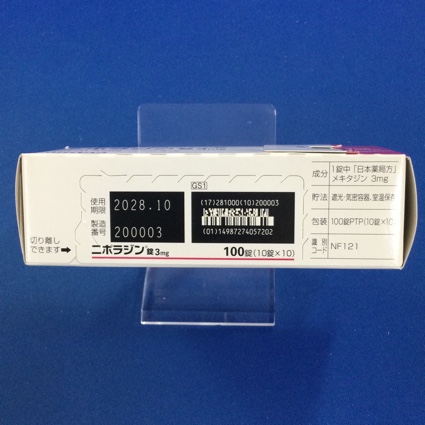 GS1
使用
期限
2028.10
製造
番号
200003
(17)281000(10)200003
(01)14987274057202
切り離し
できます➡
ニポラジン錠3mg
100錠(10錠×10)
成分
1錠中「日本薬局方」
メキタジン 3mg
貯法
遮光・気密容器、室温保存
包装
100錠PTP(10錠×10)
識別
コード
NF121